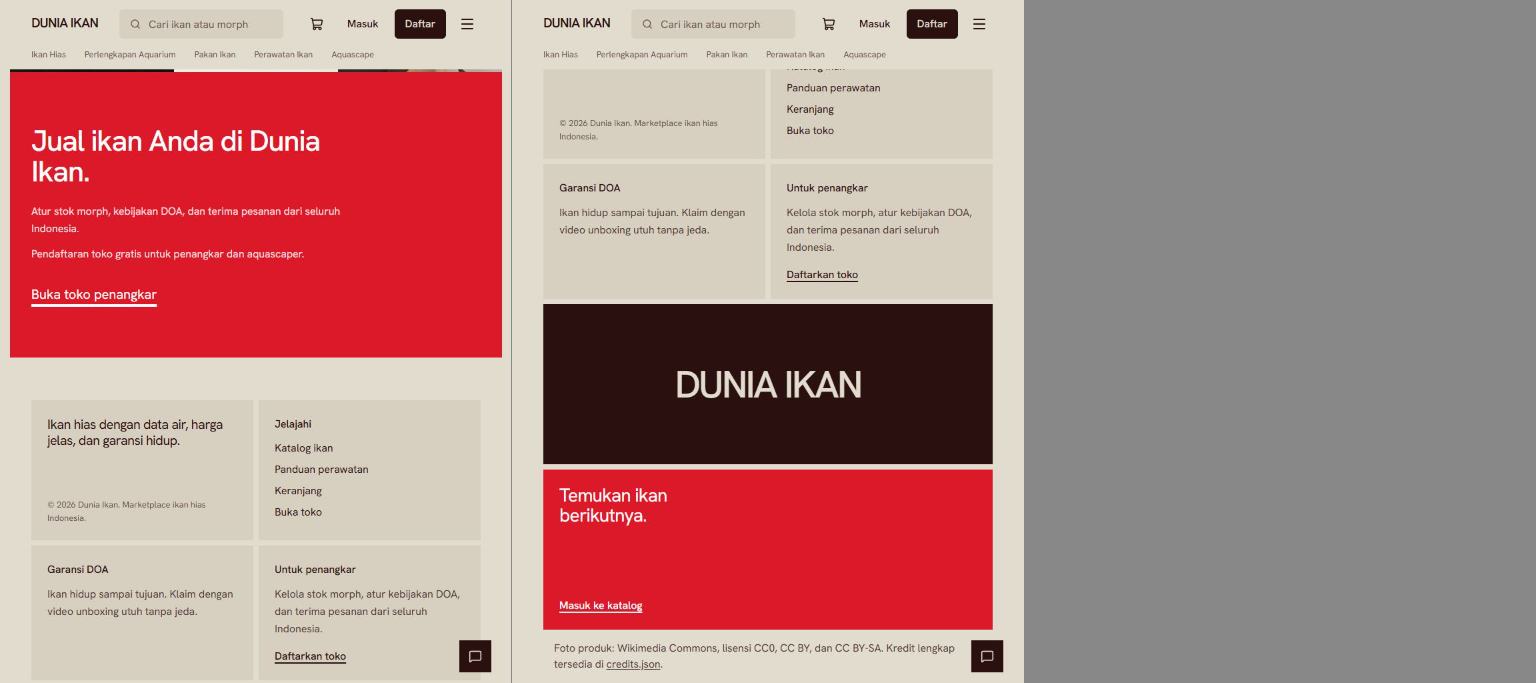 DUNIA IKAN
Cari ikan atau morph
Masuk
Daftar
Ikan Hias
Perlengkapan Aquarium
Pakan Ikan
Perawatan Ikan
Aquascape
Jual ikan Anda di Dunia
Ikan.
Atur stok morph, kebijakan DOA, dan terima pesanan dari seluruh
Indonesia.
Pendaftaran toko gratis untuk penangkar dan aquascaper.
Buka toko penangkar
Ikan hias dengan data air, harga
jelas, dan garansi hidup.
© 2026 Dunia Ikan. Marketplace ikan hias
Indonesia.
Jelajahi
Katalog ikan
Panduan perawatan
Keranjang
Buka toko
Garansi DOA
Ikan hidup sampai tujuan. Klaim dengan
video unboxing utuh tanpa jeda.
Untuk penangkar
Kelola stok morph, atur kebijakan DOA,
dan terima pesanan dari seluruh
Indonesia.
Daftarkan toko
DUNIA IKAN
Cari ikan atau morph
Masuk
Daftar
Ikan Hias
Perlengkapan Aquarium
Pakan Ikan
Perawatan Ikan
Aquascape
© 2026 Dunia Ikan. Marketplace ikan hias
Indonesia.
Panduan perawatan
Keranjang
Buka toko
Garansi DOA
Ikan hidup sampai tujuan. Klaim dengan
video unboxing utuh tanpa jeda.
Untuk penangkar
Kelola stok morph, atur kebijakan DOA,
dan terima pesanan dari seluruh
Indonesia.
Daftarkan toko
DUNIA IKAN
Temukan ikan
berikutnya.
Masuk ke katalog
Foto produk: Wikimedia Commons, lisensi CC0, CC BY, dan CC BY-SA. Kredit lengkap
tersedia di credits.json.